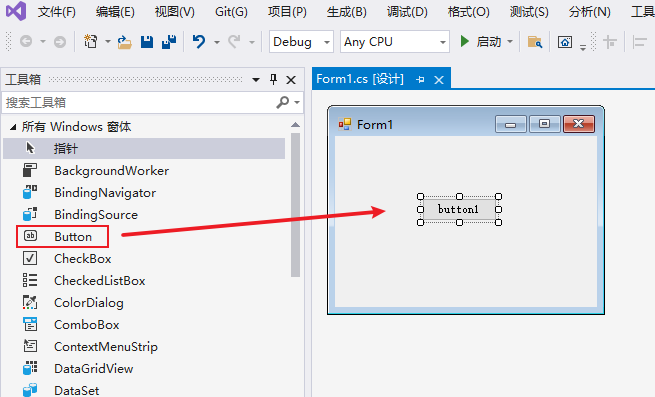 文件(F) 编辑(E) 视图(V) Git(G) 项目(P) 生成(B) 调试(D) 格式(O) 测试(S) 分析(N) 工具
Debug Any CPU 启动
工具箱
Form1.cs [设计]
搜索工具箱
所有 Windows 窗体
指针
BackgroundWorker
BindingNavigator
BindingSource
ab Button
CheckBox
CheckedListBox
ColorDialog
ComboBox
ContextMenuStrip
DataGridView
DataSet
Form1
button1